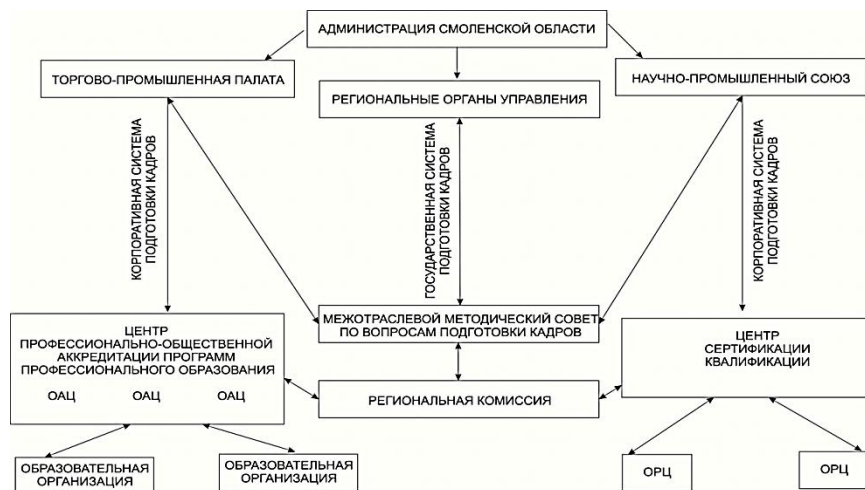 АДМИНИСТРАЦИЯ СМОЛЕНСКОЙ ОБЛАСТИ
ТОРГОВО-ПРОМЫШЛЕННАЯ ПАЛАТА
РЕГИОНАЛЬНЫЕ ОРГАНЫ УПРАВЛЕНИЯ
НАУЧНО-ПРОМЫШЛЕННЫЙ СОЮЗ
КОРПОРАТИВНАЯ СИСТЕМА
ПОДГОТОВКИ КАДРОВ
ГОСУДАРСТВЕННАЯ СИСТЕМА
ПОДГОТОВКИ КАДРОВ
КОРПОРАТИВНАЯ СИСТЕМА
ПОДГОТОВКИ КАДРОВ
МЕЖОТРАСЛЕВОЙ МЕТОДИЧЕСКИЙ СОВЕТ
ПО ВОПРОСАМ ПОДГОТОВКИ КАДРОВ
ЦЕНТР
ПРОФЕССИОНАЛЬНО-ОБЩЕСТВЕННОЙ
АККРЕДИТАЦИИ ПРОГРАММ
ПРОФЕССИОНАЛЬНОГО ОБРАЗОВАНИЯ
ОАЦ ОАЦ ОАЦ
РЕГИОНАЛЬНАЯ КОМИССИЯ
ЦЕНТР
СЕРТИФИКАЦИИ
КВАЛИФИКАЦИИ
ОБРАЗОВАТЕЛЬНАЯ
ОРГАНИЗАЦИЯ
ОБРАЗОВАТЕЛЬНАЯ
ОРГАНИЗАЦИЯ
ОРЦ
ОРЦ